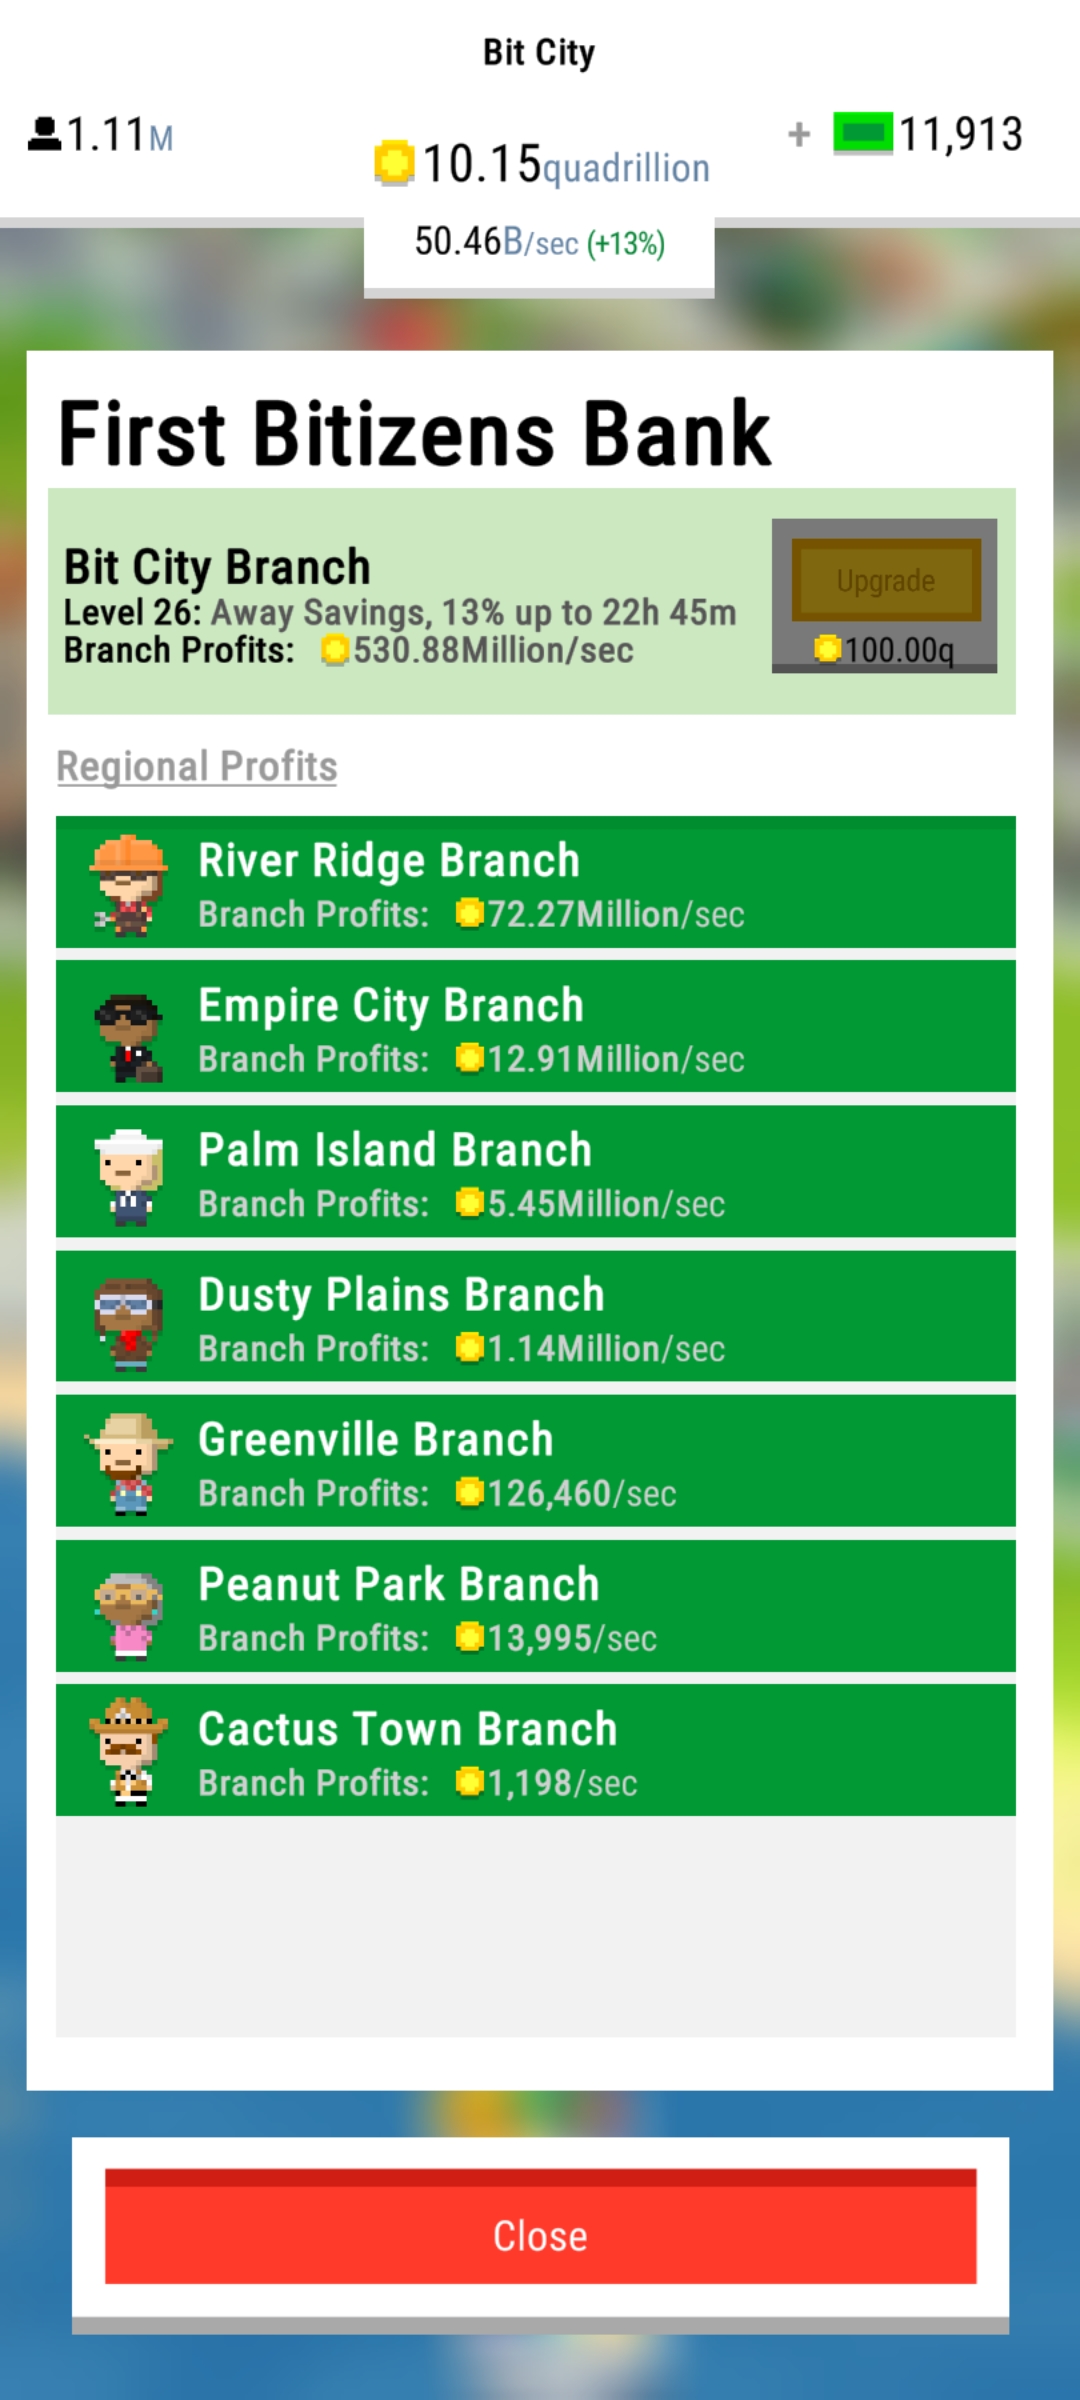 Bit City
1.11M
10.15quadrillion
+ 11,913
50.46B/sec (+13%)
First Bitizens Bank
Bit City Branch
Level 26: Away Savings, 13% up to 22h 45m
Branch Profits: 530.88Million/sec
Upgrade
100.00q
Regional Profits
River Ridge Branch
Branch Profits: 72.27Million/sec
Empire City Branch
Branch Profits: 12.91Million/sec
Palm Island Branch
Branch Profits: 5.45Million/sec
Dusty Plains Branch
Branch Profits: 1.14Million/sec
Greenville Branch
Branch Profits: 126,460/sec
Peanut Park Branch
Branch Profits: 13,995/sec
Cactus Town Branch
Branch Profits: 1,198/sec
Close